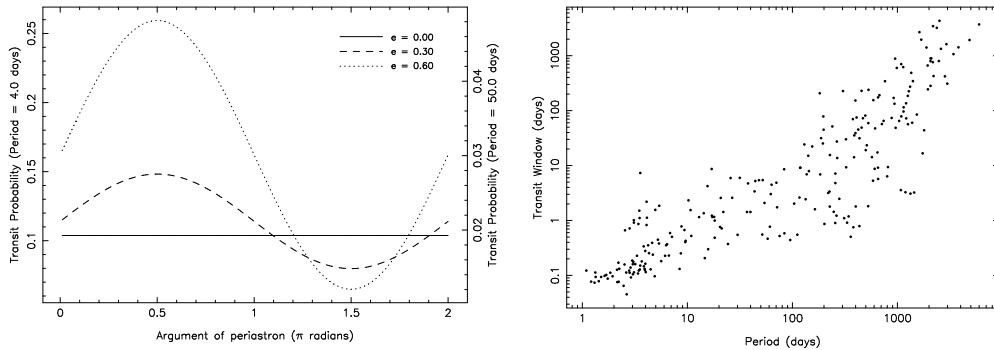 Transit Probability (Period = 4.0 days)
0.25
0.2
0.15
0.1
e = 0.00
e = 0.30
e = 0.60
0.04
0.03
0.02
Transit Probability (Period = 50.0 days)
0 0.5 1 1.5 2
Argument of periastron (π radians)
Transit Window (days)
1000
100
10
1
0.1
1 10 100 1000
Period (days)